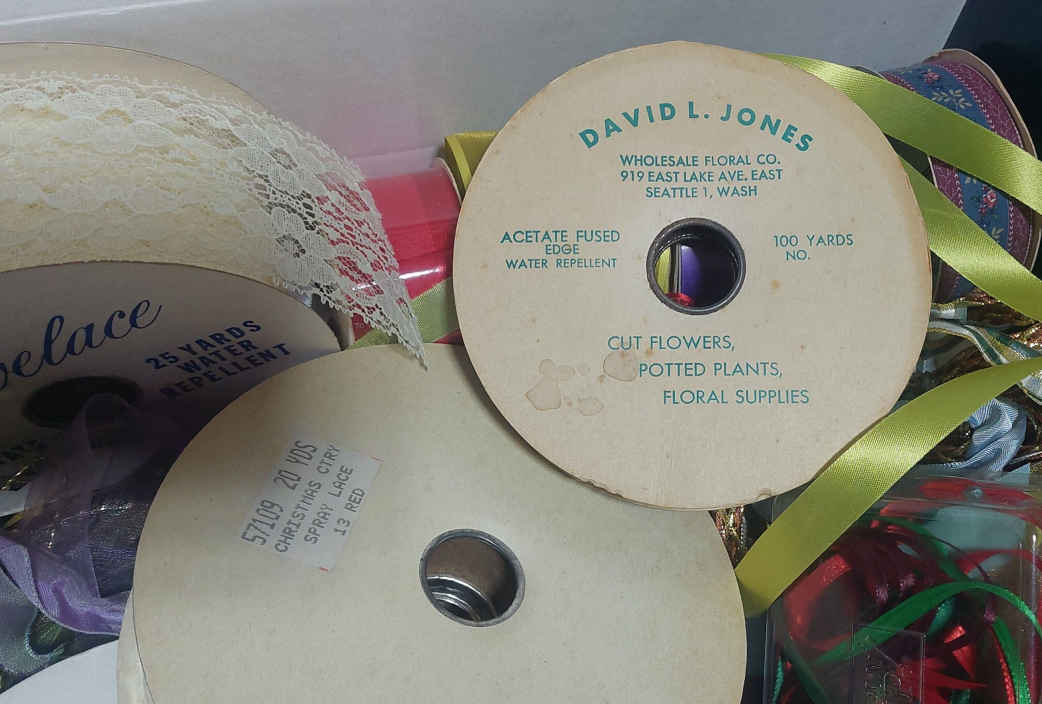 DAVID L. JONES
WHOLESALE FLORAL CO.
919 EAST LAKE AVE. EAST
SEATTLE 1, WASH
ACETATE FUSED
EDGE
WATER REPELLENT
100 YARDS
NO.
CUT FLOWERS,
POTTED PLANTS,
FLORAL SUPPLIES
25 YARDS
WATER
REPELLENT
57109 20 YDS
CHRISTMAS CTRY
SPRAY LACE
13 RED